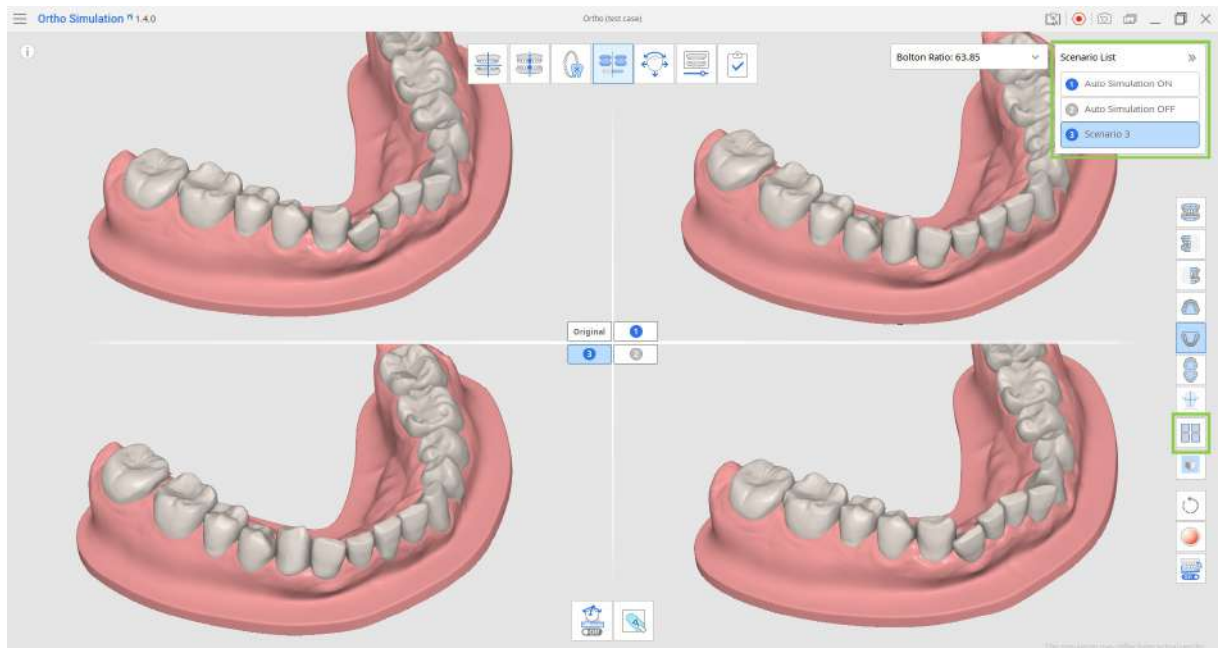 Ortho Simulation 1.4.0
Ortho (test case)
Bolton Ratio: 63.85
Scenario List
1 Auto Simulation ON
2 Auto Simulation OFF
3 Scenario 3
Original 1
3 2
Off